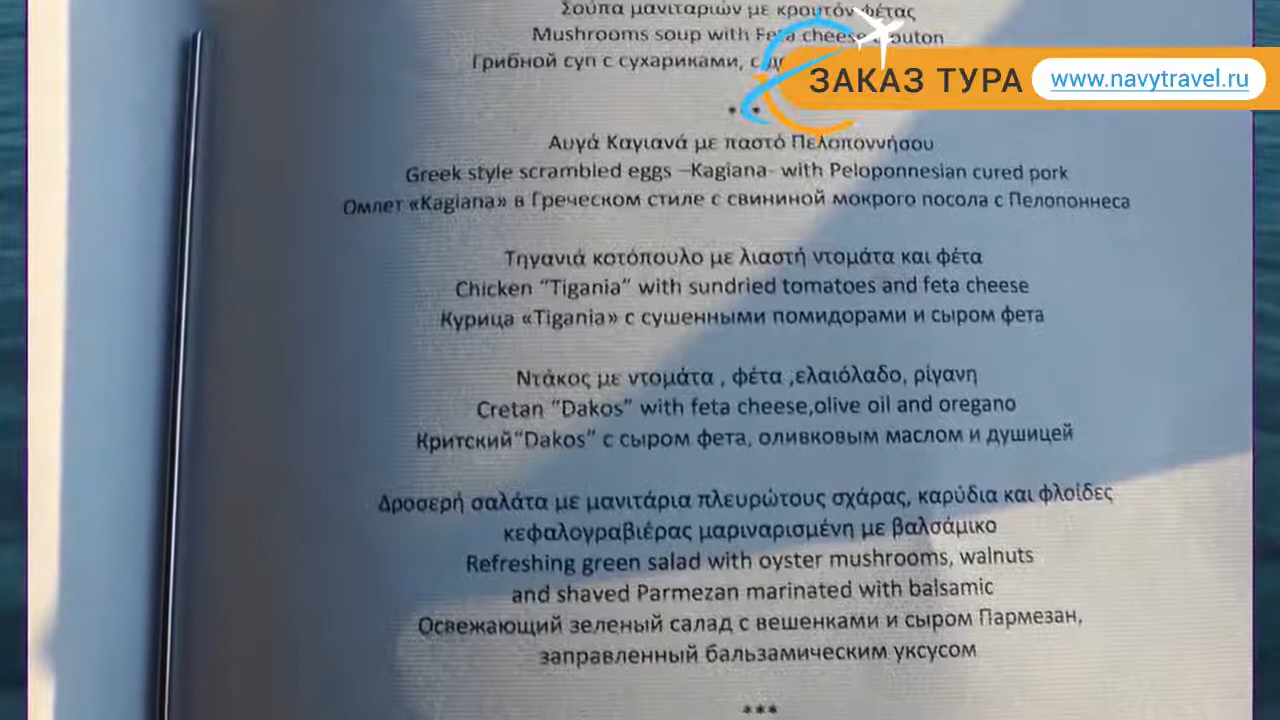 Σούπα μανιταριών με κρουτόν φέτας
Mushrooms soup with Feta cheese
Грибной суп с сухариками, с
ЗАКАЗ ТУРА www.navytravel.ru
Αυγά Καγιανά με παστό Πελοποννήσου
Greek style scrambled eggs –Kagiana- with Peloponnesian cured pork
Омлет «Kagiana» в Греческом стиле с свининой мокрого посола с Пелопоннеса
Τηγανιά κοτόπουλο με λιαστή ντομάτα και φέτα
Chicken “Tigania” with sundried tomatoes and feta cheese
Курица «Tigania» с сушенными помидорами и сыром фета
Ντάκος με ντομάτα , φέτα ,ελαιόλαδο, ρίγανη
Cretan “Dakos” with feta cheese,olive oil and oregano
Критский“Dakos” с сыром фета, оливковым маслом и душицей
Δροσερή σαλάτα με μανιτάρια πλευρώτους σχάρας, καρύδια και φλοίδες
κεφαλογραβιέρας μαριναρισμένη με βαλσάμικο
Refreshing green salad with oyster mushrooms, walnuts
and shaved Parmezan marinated with balsamic
Освежающий зеленый салад с вешенками и сыром Пармезан,
заправленный бальзамическим уксусом
***